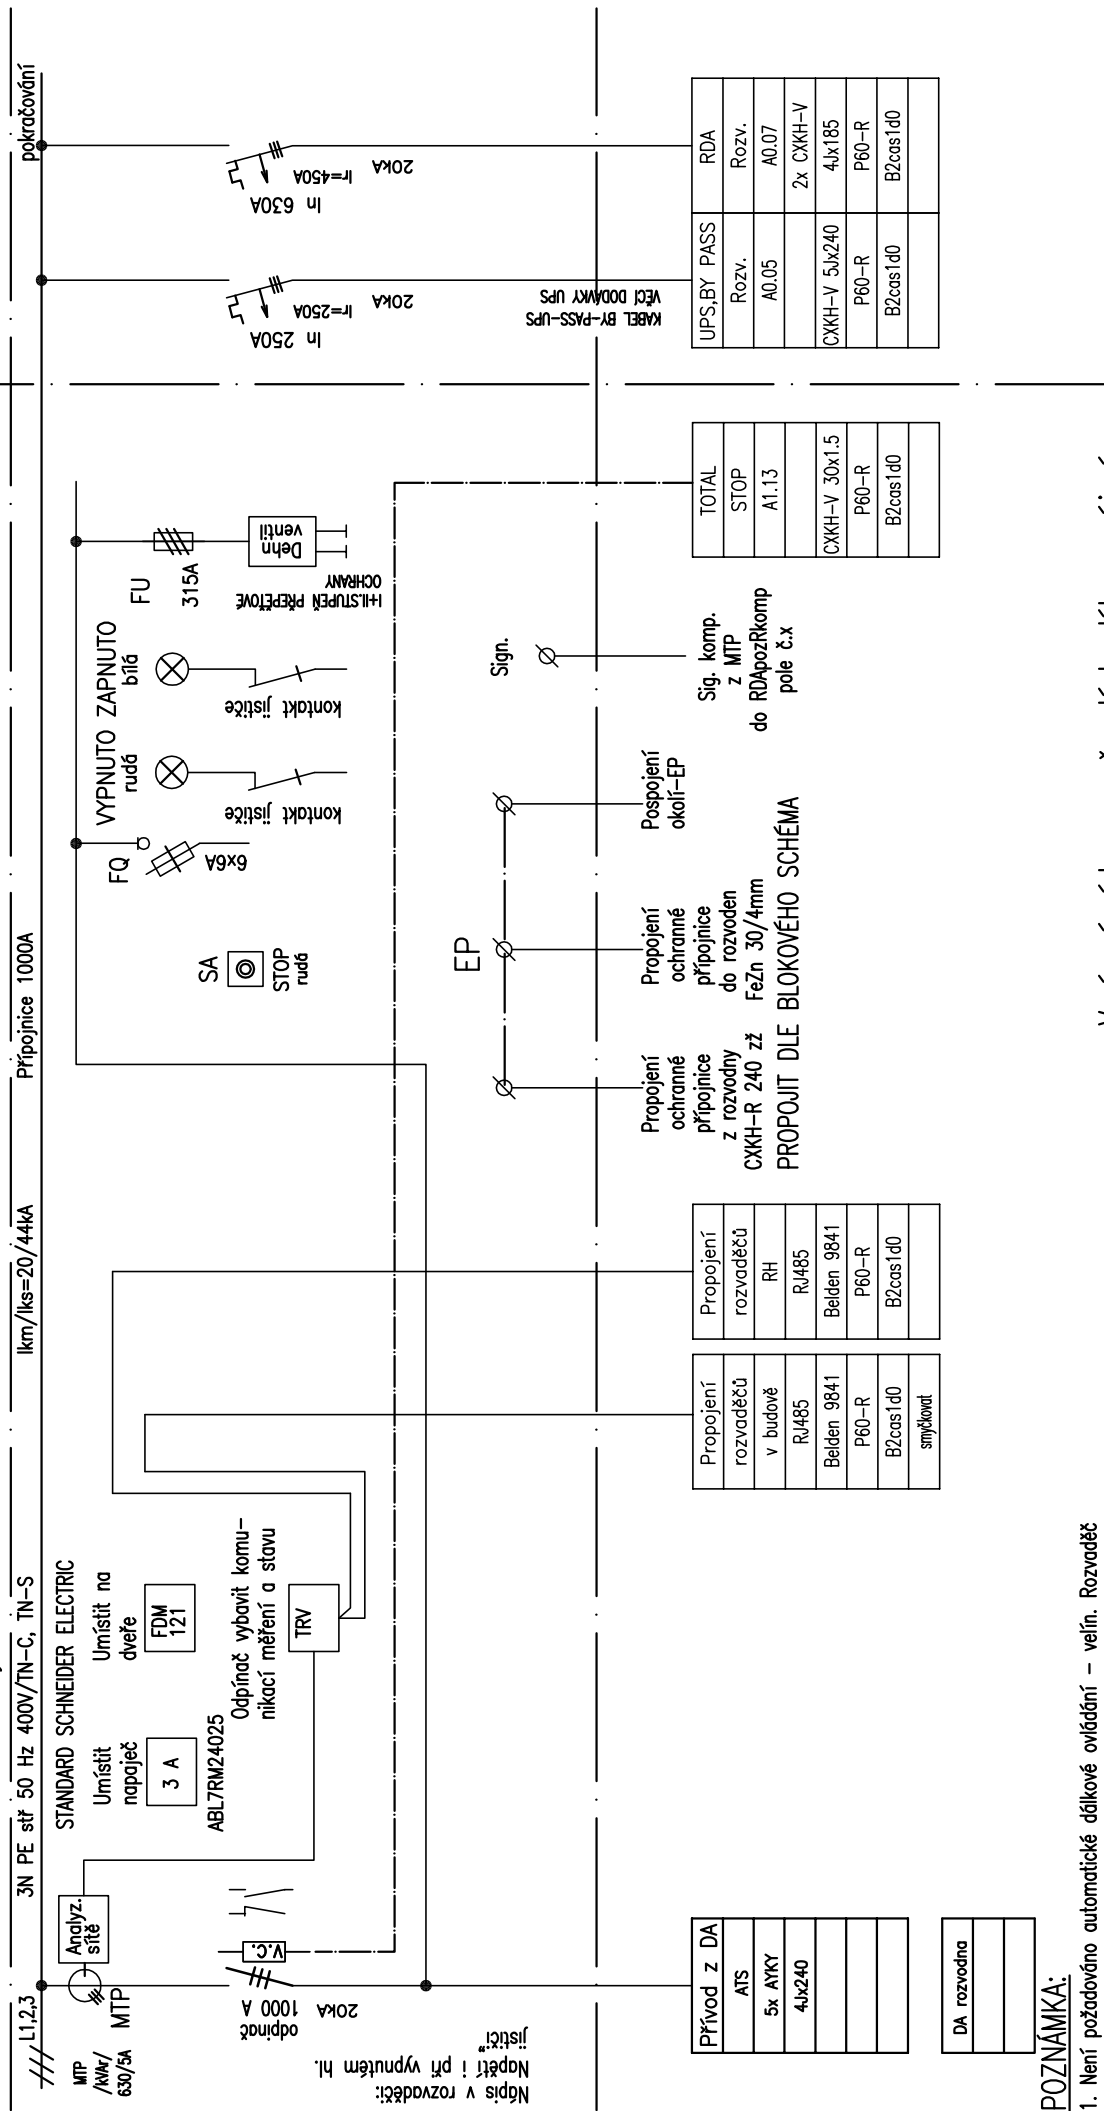 L1,2,3
3N PE stř 50 Hz 400V/TN-C, TN-S
Ikm/Iks=20/44kA
Přípojnice 1000A
pokračování
MTP
/kVAr/
630/5A
MTP
Analyz.
sítě
STANDARD SCHNEIDER ELECTRIC
Umístit
napaječ
3 A
ABL7RM24025
Umístit na
dveře
FDM
121
Odpínač vybavit komu-
nikací měření a stavu
TRV
V.C.
odpínač
1000 A
20kA
Nápis v rozvaděči:
Napětí i při vypnutém hl.
jističi"
SA
STOP
rudá
FQ
6x6A
VYPNUTO
rudá
kontakt jističe
ZAPNUTO
bílá
kontakt jističe
FU
315A
Dehn
ventil
I+II.STUPEŇ PŘEPĚŤOVÉ
OCHRANY
In 250A
Ir=250A
20kA
In 630A
Ir=450A
20kA
KABEL BY-PASS-UPS
VĚCÍ DODÁVKY UPS
EP
Sign.
Propojení
ochranné
přípojnice
z rozvodny
CXKH-R 240 zž
Propojení
ochranné
přípojnice
do rozvoden
FeZn 30/4mm
Pospojení
okolí-EP
PROPOJIT DLE BLOKOVÉHO SCHÉMA
Sig. komp.
z MTP
do RDApozRkomp
pole č.x
Přívod z DA
ATS
5x AYKY
4Jx240
DA rozvodna
Propojení
rozvaděčů
v budově
RJ485
Belden 9841
P60-R
B2cas1d0
smyčkovat
Propojení
rozvaděčů
RH
RJ485
Belden 9841
P60-R
B2cas1d0
TOTAL
STOP
A1.13
CXKH-V 30x1.5
P60-R
B2cas1d0
UPS,BY PASS
Rozv.
A0.05
CXKH-V 5Jx240
P60-R
B2cas1d0
RDA
Rozv.
A0.07
2x CXKH-V
4Jx185
P60-R
B2cas1d0
POZNÁMKA:
1. Není požadováno automatické dálkové ovládání - velín. Rozvaděč